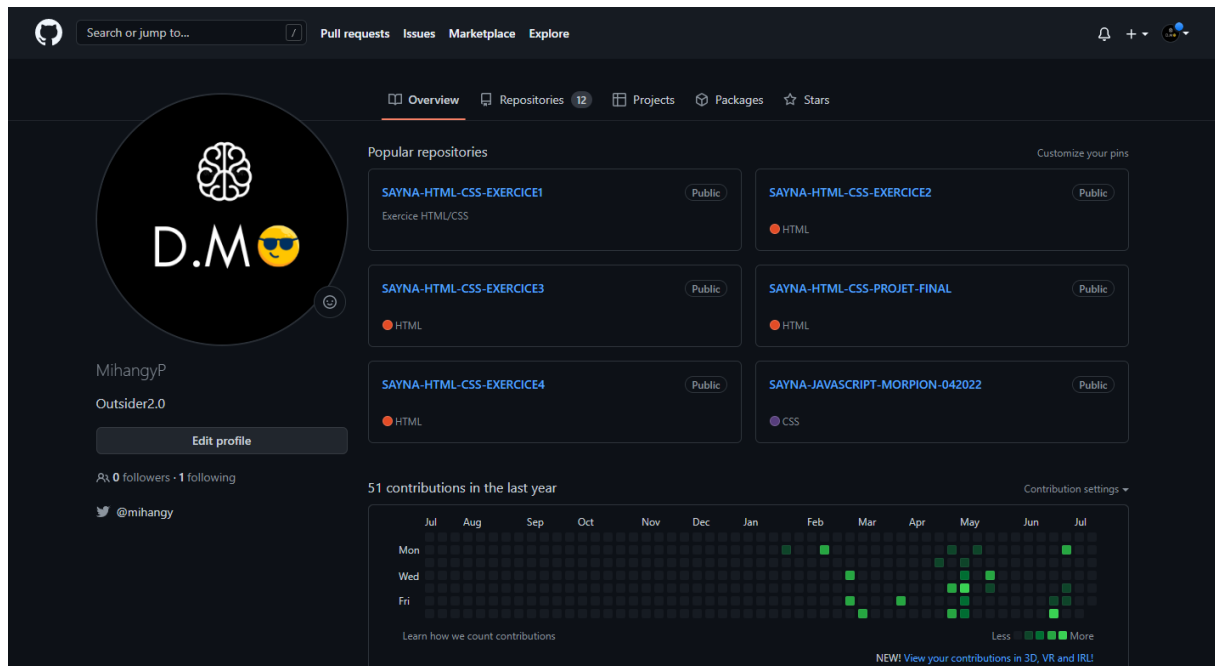 Search or jump to... / Pull requests Issues Marketplace Explore
Overview Repositories 12 Projects Packages Stars
D.M
MihangyP
Outsider2.0
Edit profile
0 followers · 1 following
@mihangy
Popular repositories Customize your pins
SAYNA-HTML-CSS-EXERCICE1 Public
Exercice HTML/CSS
SAYNA-HTML-CSS-EXERCICE2 Public
HTML
SAYNA-HTML-CSS-EXERCICE3 Public
HTML
SAYNA-HTML-CSS-PROJET-FINAL Public
HTML
SAYNA-HTML-CSS-EXERCICE4 Public
HTML
SAYNA-JAVASCRIPT-MORPION-042022 Public
CSS
51 contributions in the last year Contribution settings
Jul Aug Sep Oct Nov Dec Jan Feb Mar Apr May Jun Jul
Mon
Wed
Fri
Learn how we count contributions Less More
NEW! View your contributions in 3D, VR and IRL!